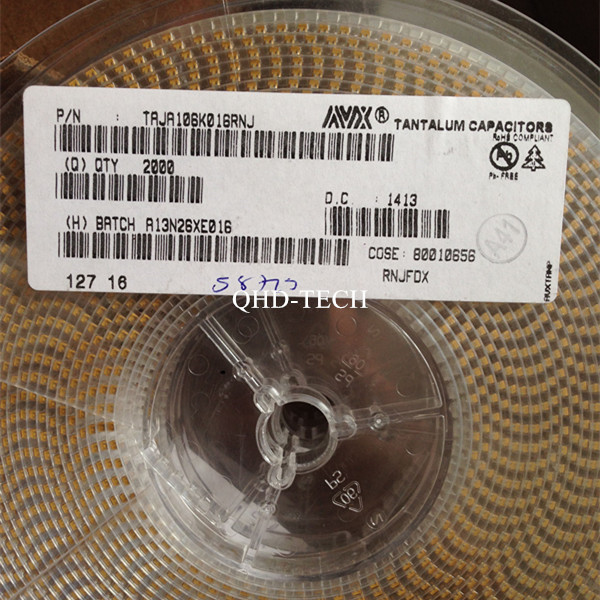 P/N : TAJA106K016RNJ
AVX® TANTALUM CAPACITORS
RoHS COMPLIANT
(Q) QTY 2000
Pb-FREE
D.C : 1413
(H) BATCH A13N26XE016
A41
COSE: 80010656
127 16
RNJFDX
QHD-TECH